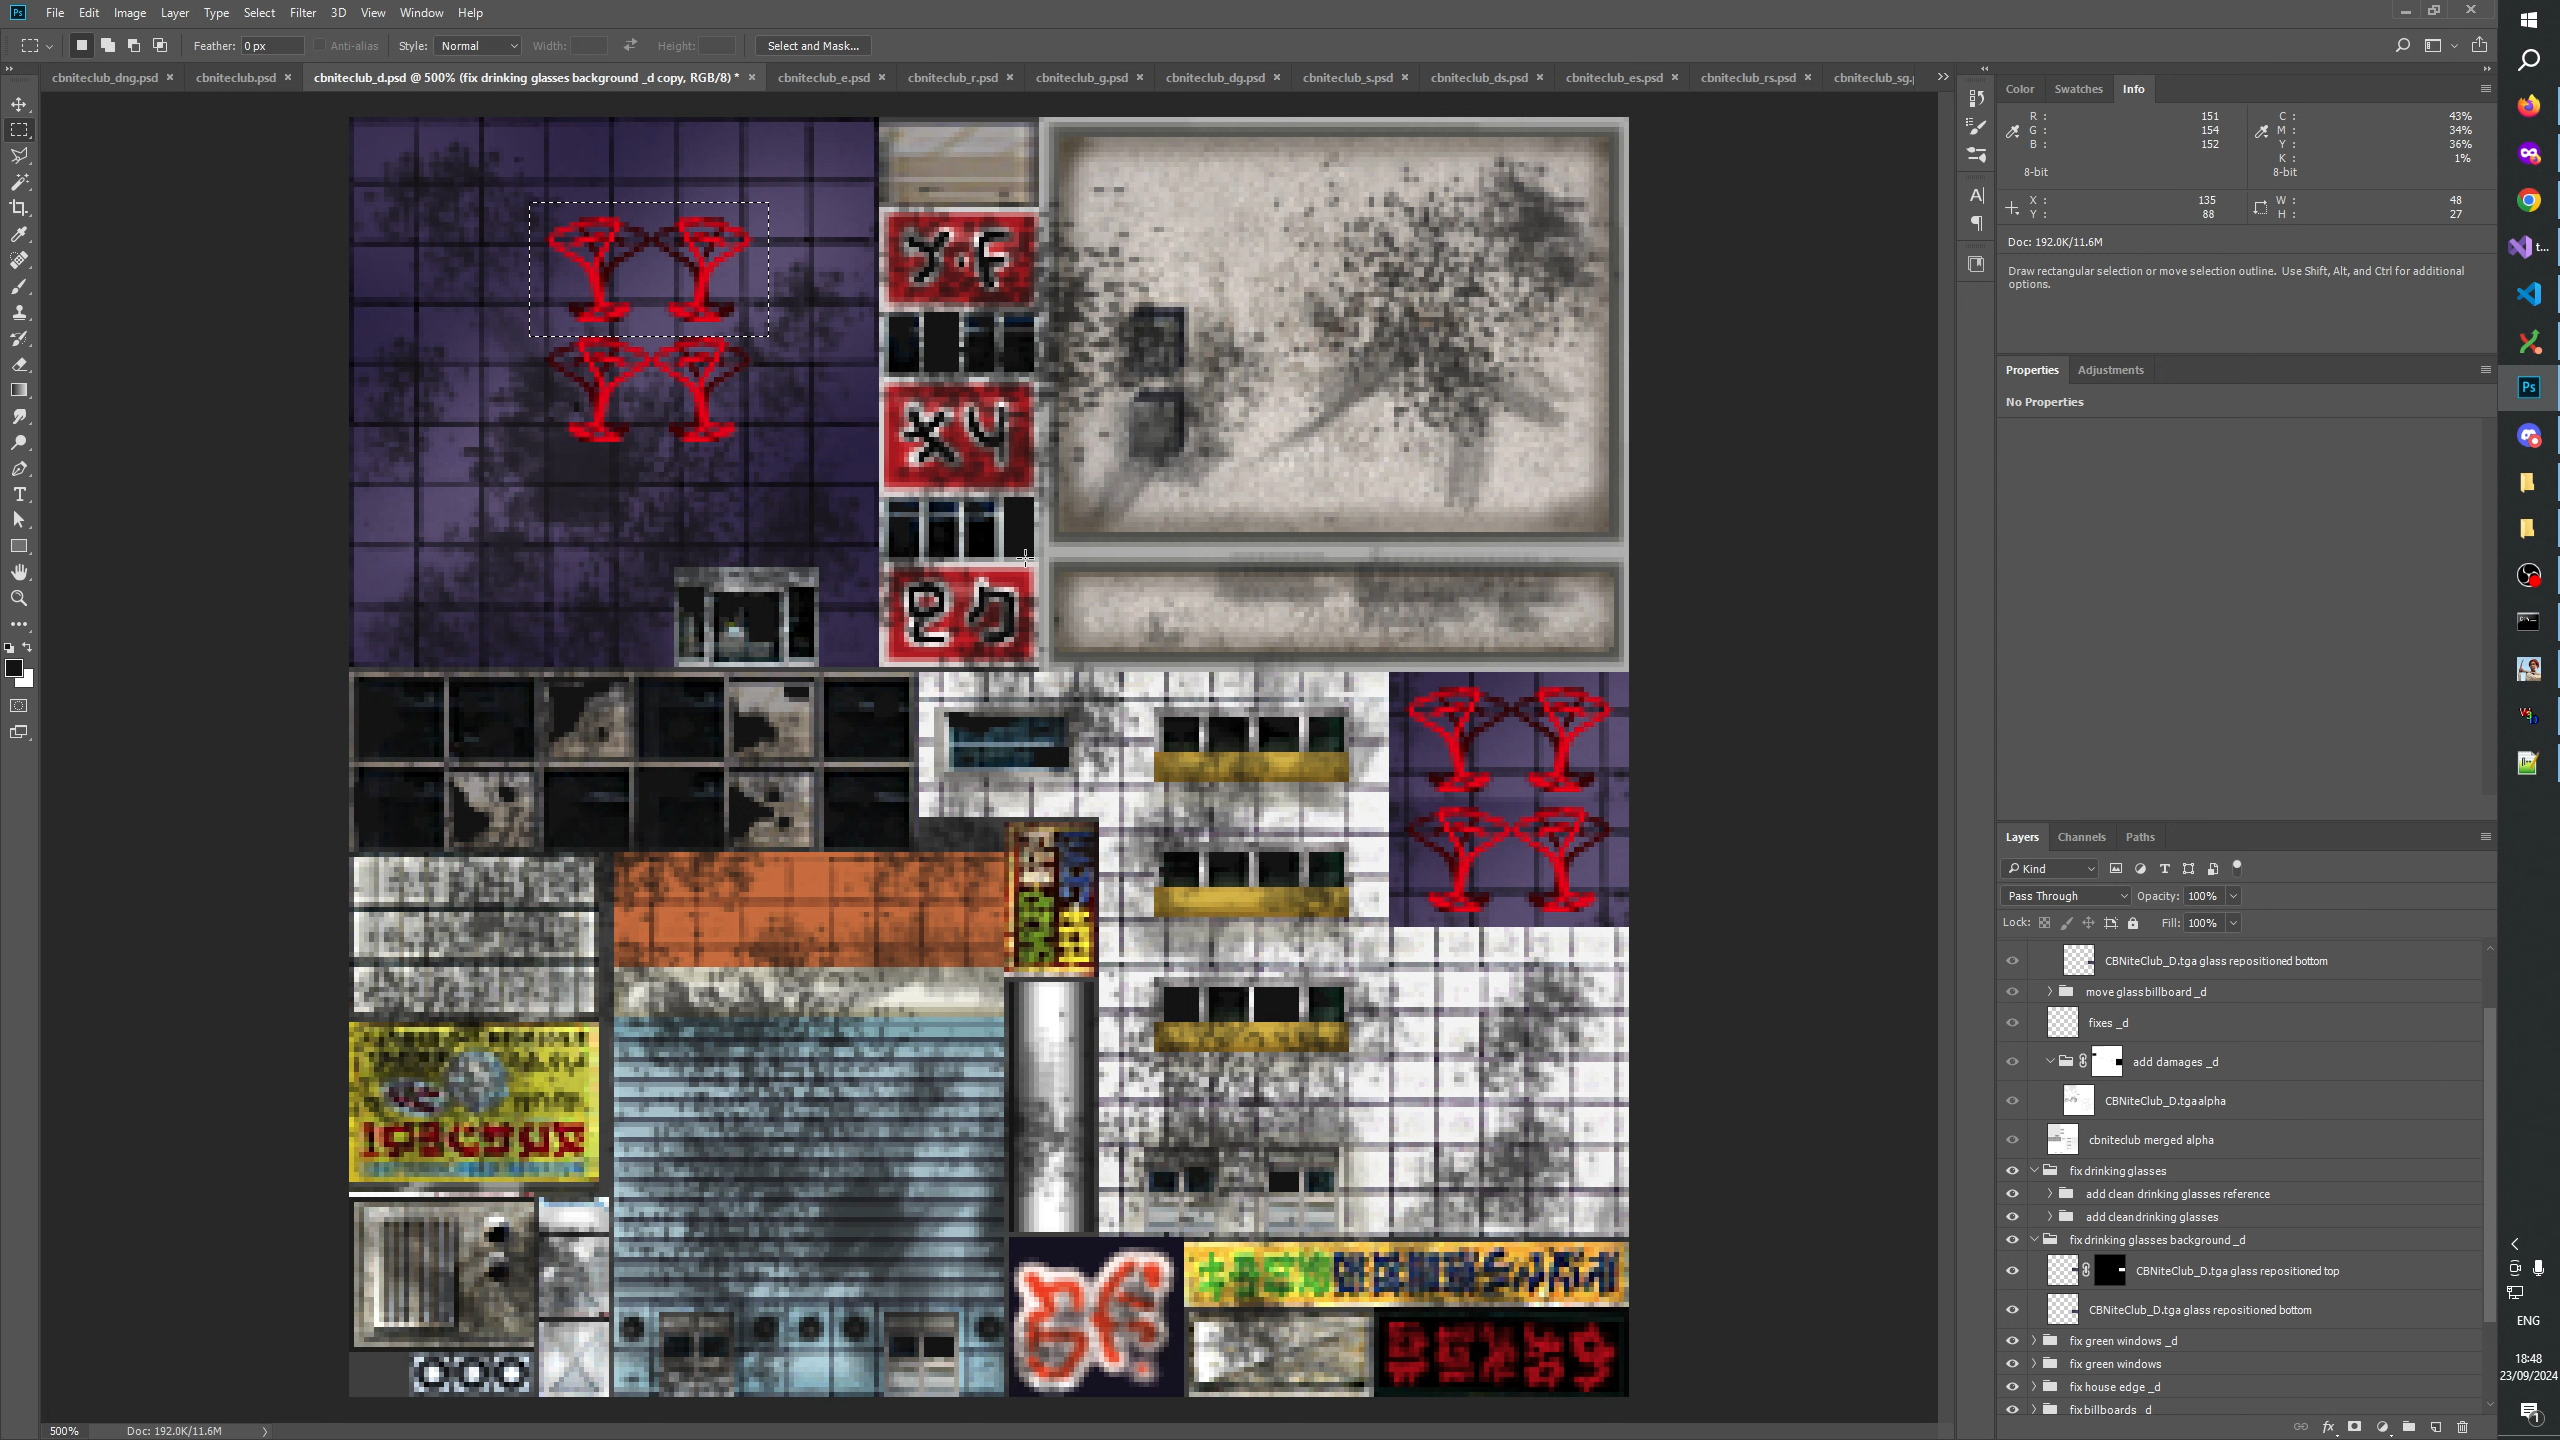 File Edit Image Layer Type Select Filter 3D View Window Help
Feather: 0 px Anti-alias Style: Normal Width: Height: Select and Mask...
cbniteclub_dng.psd × cbniteclub.psd × cbniteclub_d.psd @ 500% (fix drinking glasses background _d copy, RGB/8) * × cbniteclub_e.psd × cbniteclub_r.psd × cbniteclub_g.psd × cbniteclub_dg.psd × cbniteclub_s.psd × cbniteclub_ds.psd × cbniteclub_es.psd × cbniteclub_rs.psd × cbniteclub_sg.p
Color Swatches Info
R : 151 C : 43%
G : 154 M : 34%
B : 152 Y : 36%
K : 1%
8-bit 8-bit
X : 135 W : 48
Y : 88 H : 27
Doc: 192.0K/11.6M
Draw rectangular selection or move selection outline. Use Shift, Alt, and Ctrl for additional
options.
Properties Adjustments
No Properties
Layers Channels Paths
Kind
Pass Through Opacity: 100%
Lock: Fill: 100%
CBNiteClub_D.tga glass repositioned bottom
move glass billboard _d
fixes _d
add damages _d
CBNiteClub_D.tga alpha
cbniteclub merged alpha
fix drinking glasses
add clean drinking glasses reference
add clean drinking glasses
fix drinking glasses background _d
CBNiteClub_D.tga glass repositioned top
CBNiteClub_D.tga glass repositioned bottom
fix green windows _d
fix green windows
fix house edge _d
fix billboards _d
500% Doc: 192.0K/11.6M
t...
ENG
18:48
23/09/2024